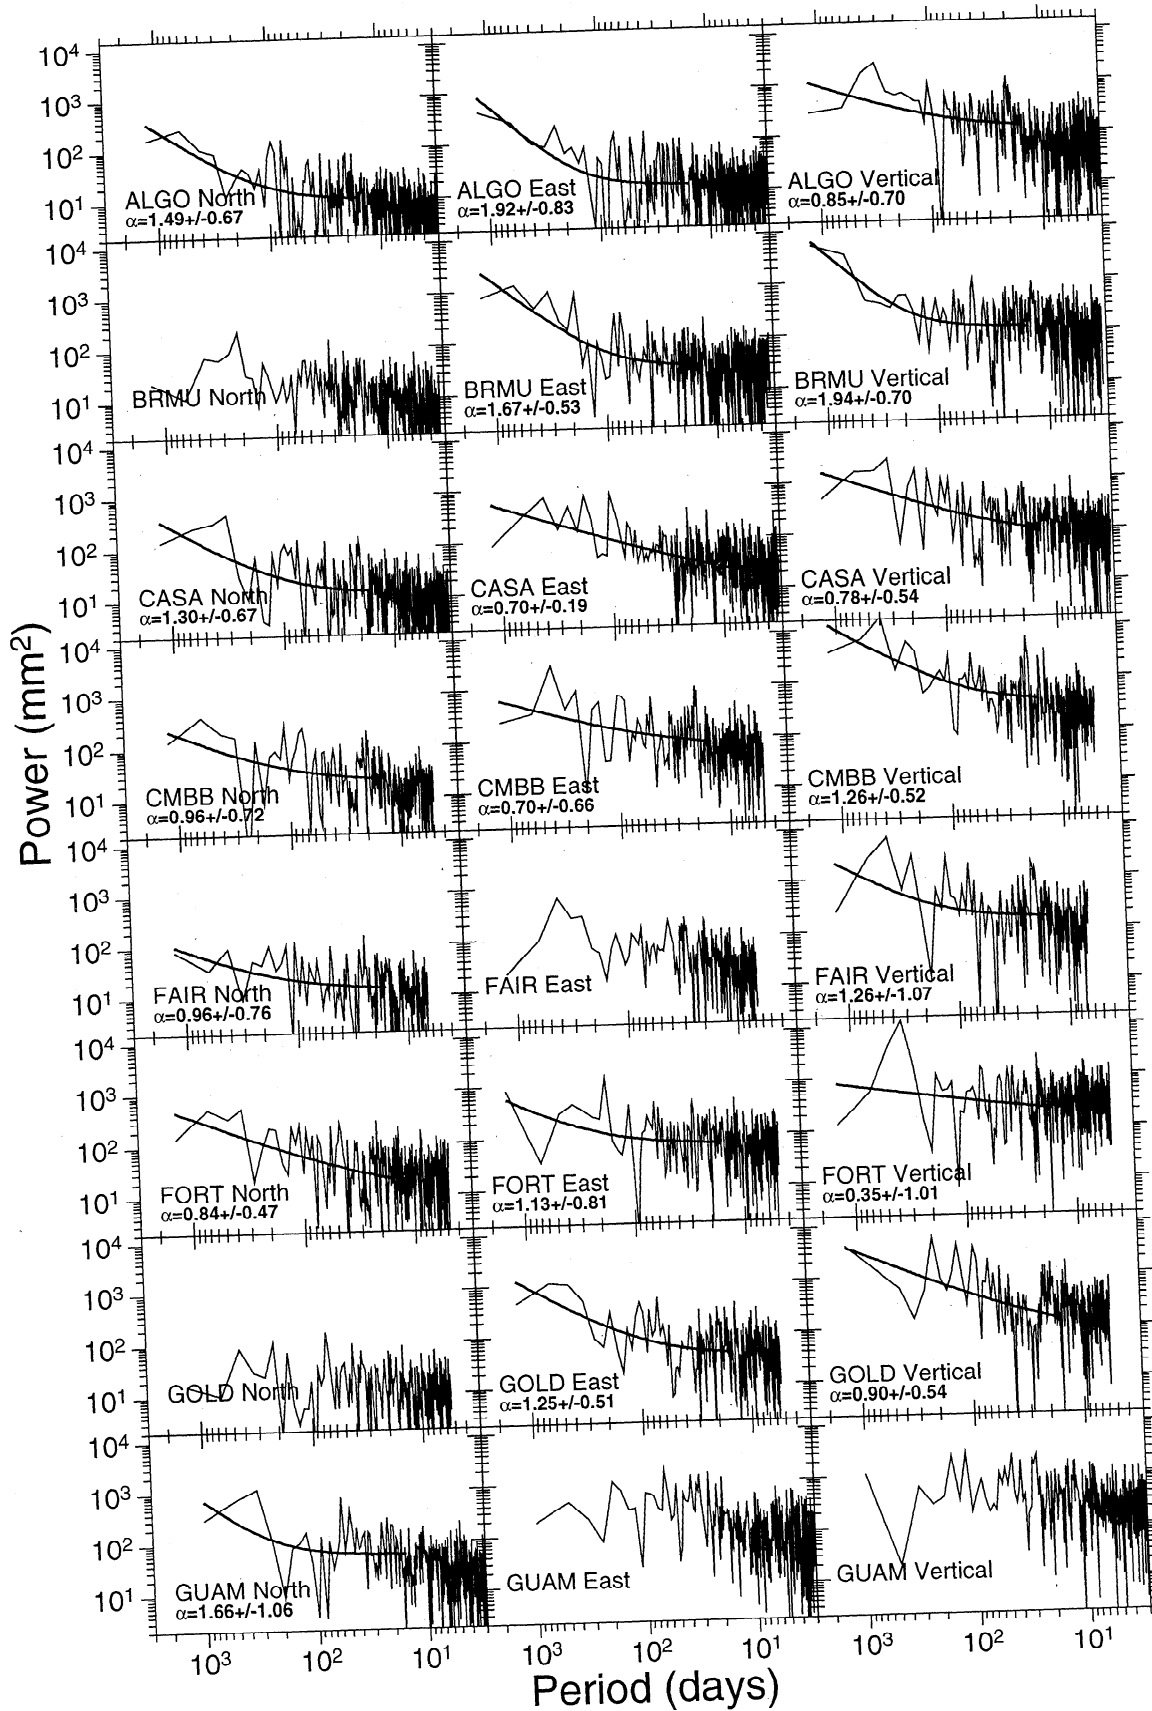 10⁴
10³
10²
10¹
ALGO North
α=1.49+/-0.67
ALGO East
α=1.92+/-0.83
ALGO Vertical
α=0.85+/-0.70
10⁴
10³
10²
10¹
BRMU North
BRMU East
α=1.67+/-0.53
BRMU Vertical
α=1.94+/-0.70
10⁴
10³
10²
10¹
CASA North
α=1.30+/-0.67
CASA East
α=0.70+/-0.19
CASA Vertical
α=0.78+/-0.54
10⁴
10³
10²
10¹
CMBB North
α=0.96+/-0.72
CMBB East
α=0.70+/-0.66
CMBB Vertical
α=1.26+/-0.52
10⁴
10³
10²
10¹
FAIR North
α=0.96+/-0.76
FAIR East
FAIR Vertical
α=1.26+/-1.07
10⁴
10³
10²
10¹
FORT North
α=0.84+/-0.47
FORT East
α=1.13+/-0.81
FORT Vertical
α=0.35+/-1.01
10⁴
10³
10²
10¹
GOLD North
GOLD East
α=1.25+/-0.51
GOLD Vertical
α=0.90+/-0.54
10⁴
10³
10²
10¹
GUAM North
α=1.66+/-1.06
GUAM East
GUAM Vertical
10³ 10² 10¹ 10³ 10² 10¹ 10³ 10² 10¹
Power (mm²)
Period (days)